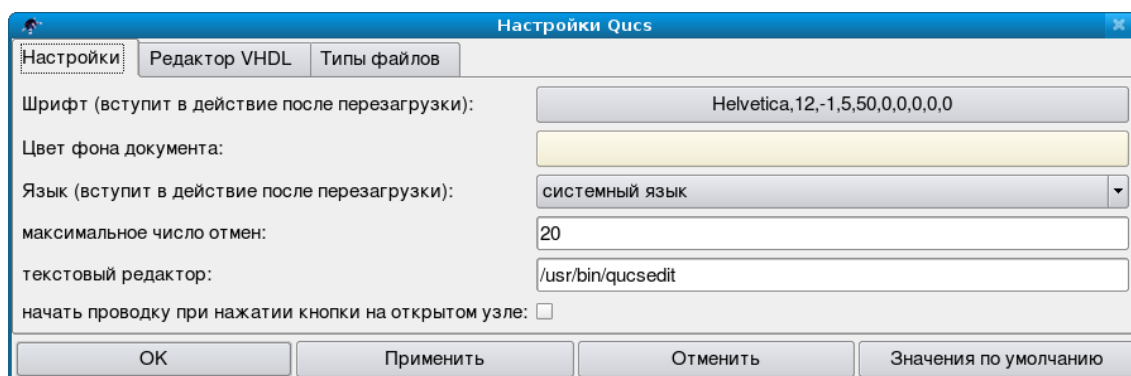 Настройки Qucs
Настройки Редактор VHDL Типы файлов
Шрифт (вступит в действие после перезагрузки): Helvetica,12,-1,5,50,0,0,0,0,0
Цвет фона документа:
Язык (вступит в действие после перезагрузки): системный язык
максимальное число отмен: 20
текстовый редактор: /usr/bin/qucsedit
начать проводку при нажатии кнопки на открытом узле:
OK Применить Отменить Значения по умолчанию